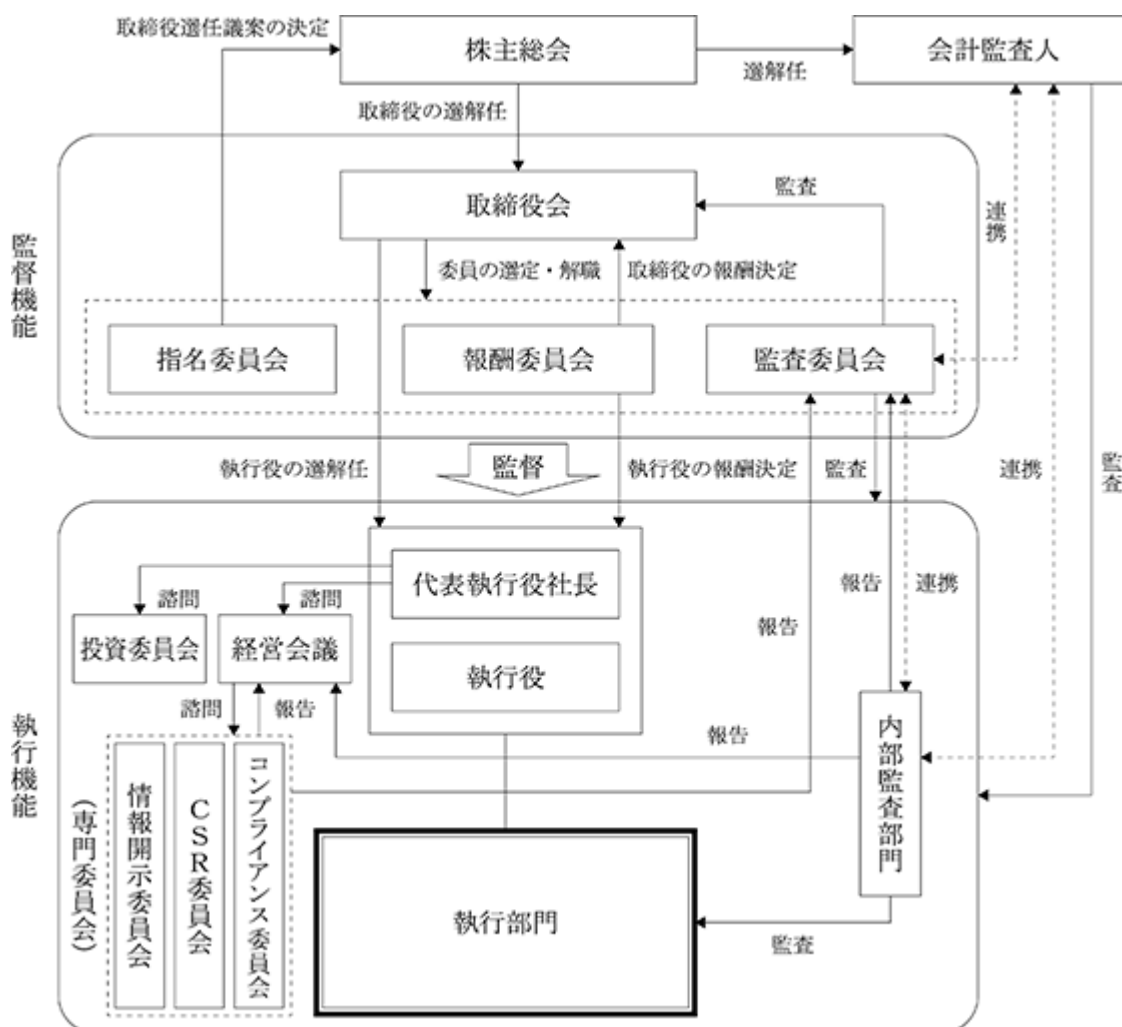 取締役選任議案の決定
株主総会
選解任
会計監査人
取締役の選解任
監督機能
取締役会
監査
連携
委員の選定・解職
取締役の報酬決定
指名委員会
報酬委員会
監査委員会
執行役の選解任
監督
執行役の報酬決定
監査
連携
監査
執行機能
代表執行役社長
諮問
諮問
報告
連携
投資委員会
経営会議
執行役
報告
諮問
報告
報告
内部監査部門
(専門委員会)
情報開示委員会
CSR委員会
コンプライアンス委員会
執行部門
監査